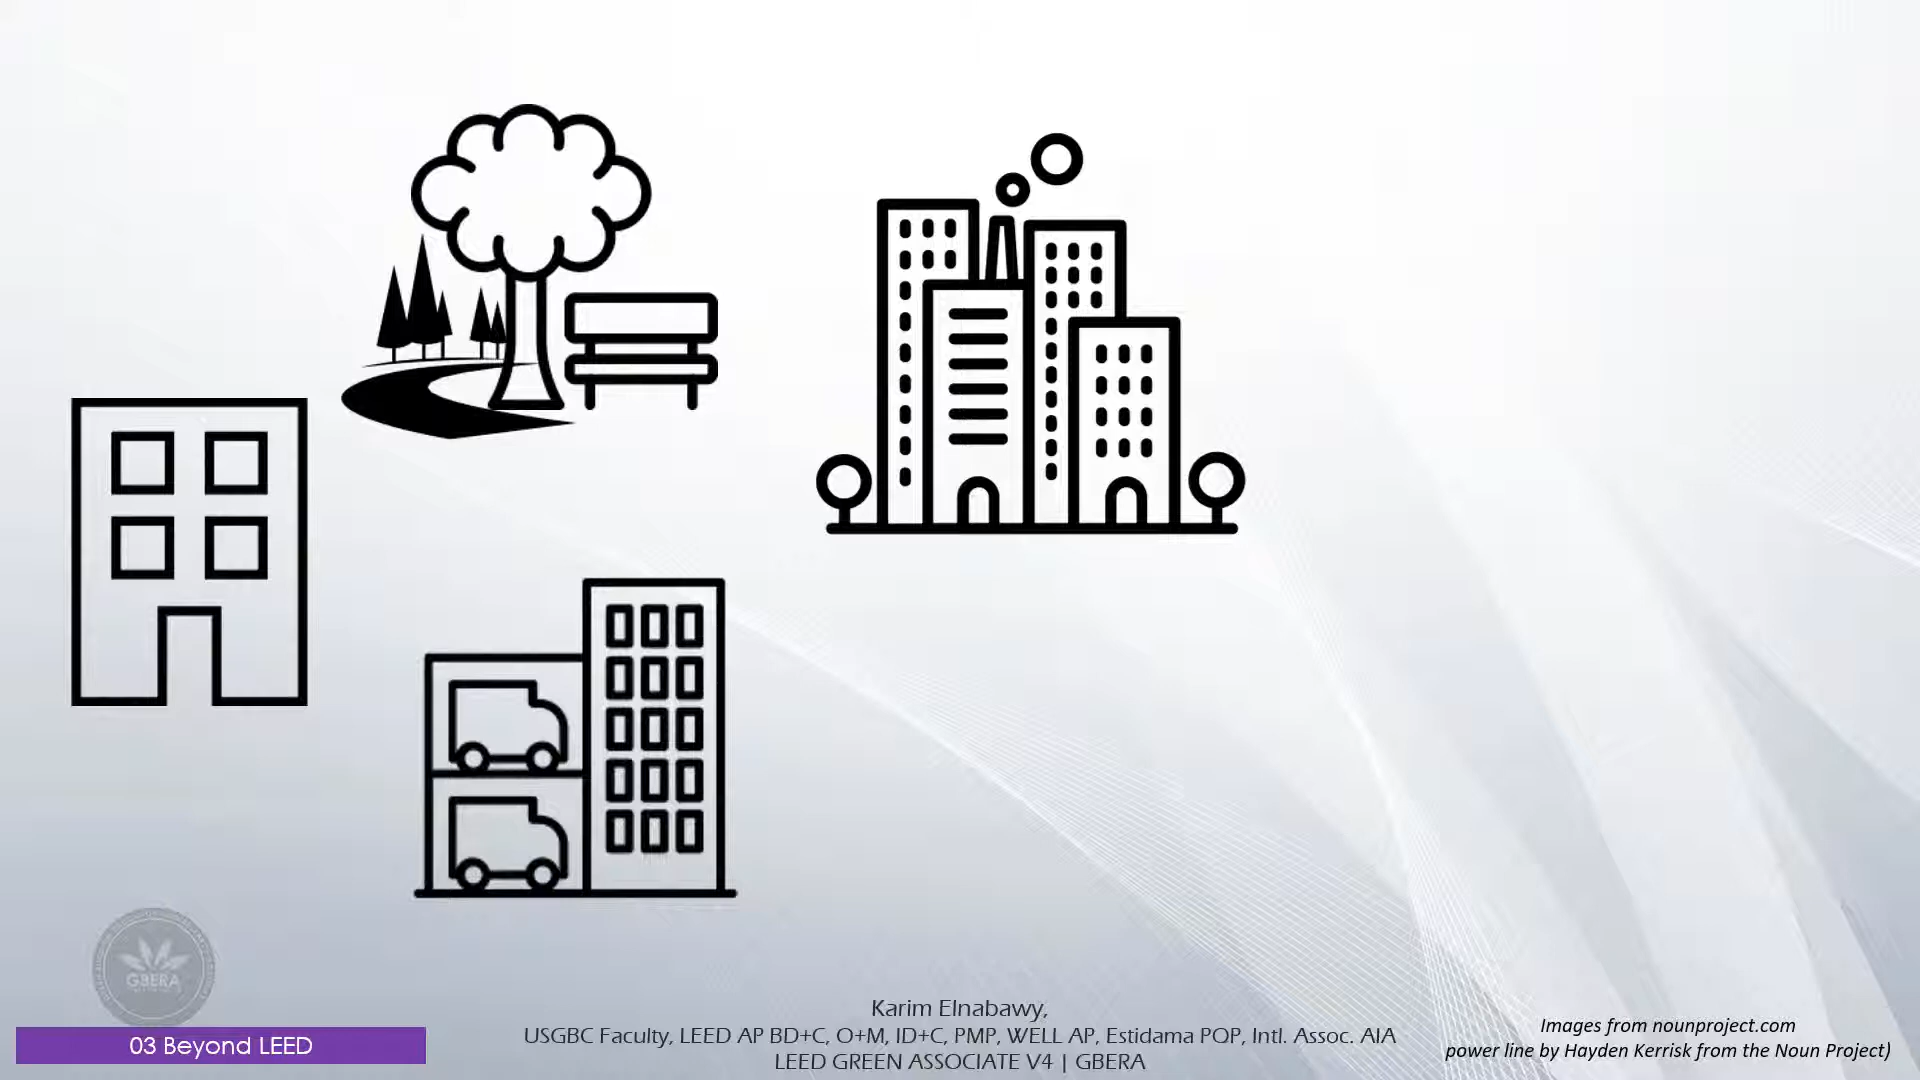 GBERA
03 Beyond LEED
Karim Elnabawy,
USGBC Faculty, LEED AP BD+C, O+M, ID+C, PMP, WELL AP, Estidama PQP, Intl. Assoc. AIA
LEED GREEN ASSOCIATE V4 | GBERA
Images from nounproject.com
power line by Hayden Kerrisk from the Noun Project)